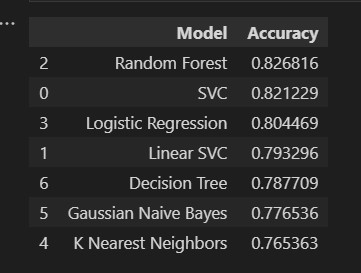 ...
Model Accuracy
2 Random Forest 0.826816
0 SVC 0.821229
3 Logistic Regression 0.804469
1 Linear SVC 0.793296
6 Decision Tree 0.787709
5 Gaussian Naive Bayes 0.776536
4 K Nearest Neighbors 0.765363